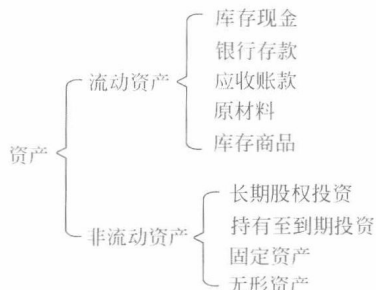 资产
流动资产
库存现金
银行存款
应收账款
原材料
库存商品
非流动资产
长期股权投资
持有至到期投资
固定资产
无形资产